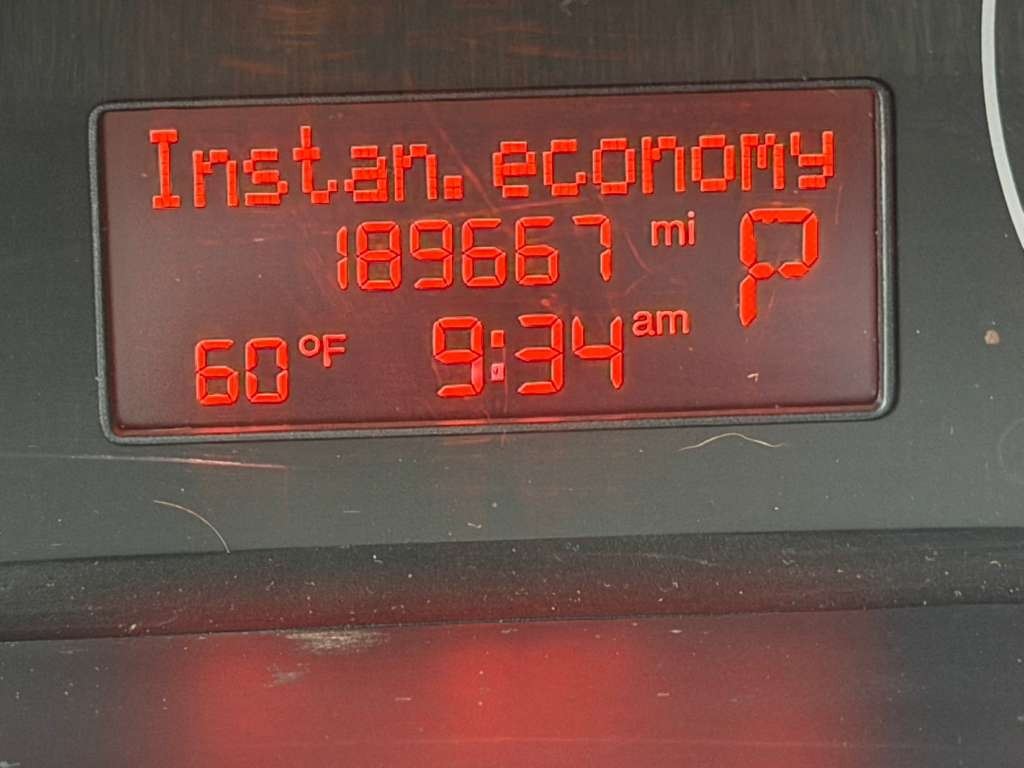 Instan. economy
189667 mi P
60 °F 9:34 am